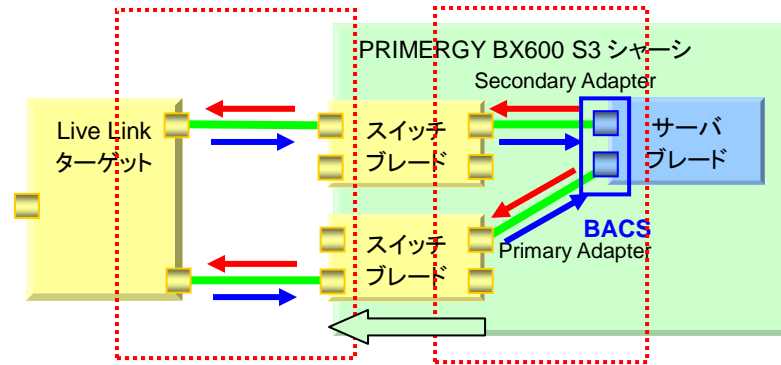 PRIMERGY BX600 S3 シャーシ
Secondary Adapter
Live Link
ターゲット
スイッチ
ブレード
サーバ
ブレード
スイッチ
ブレード
BACS
Primary Adapter